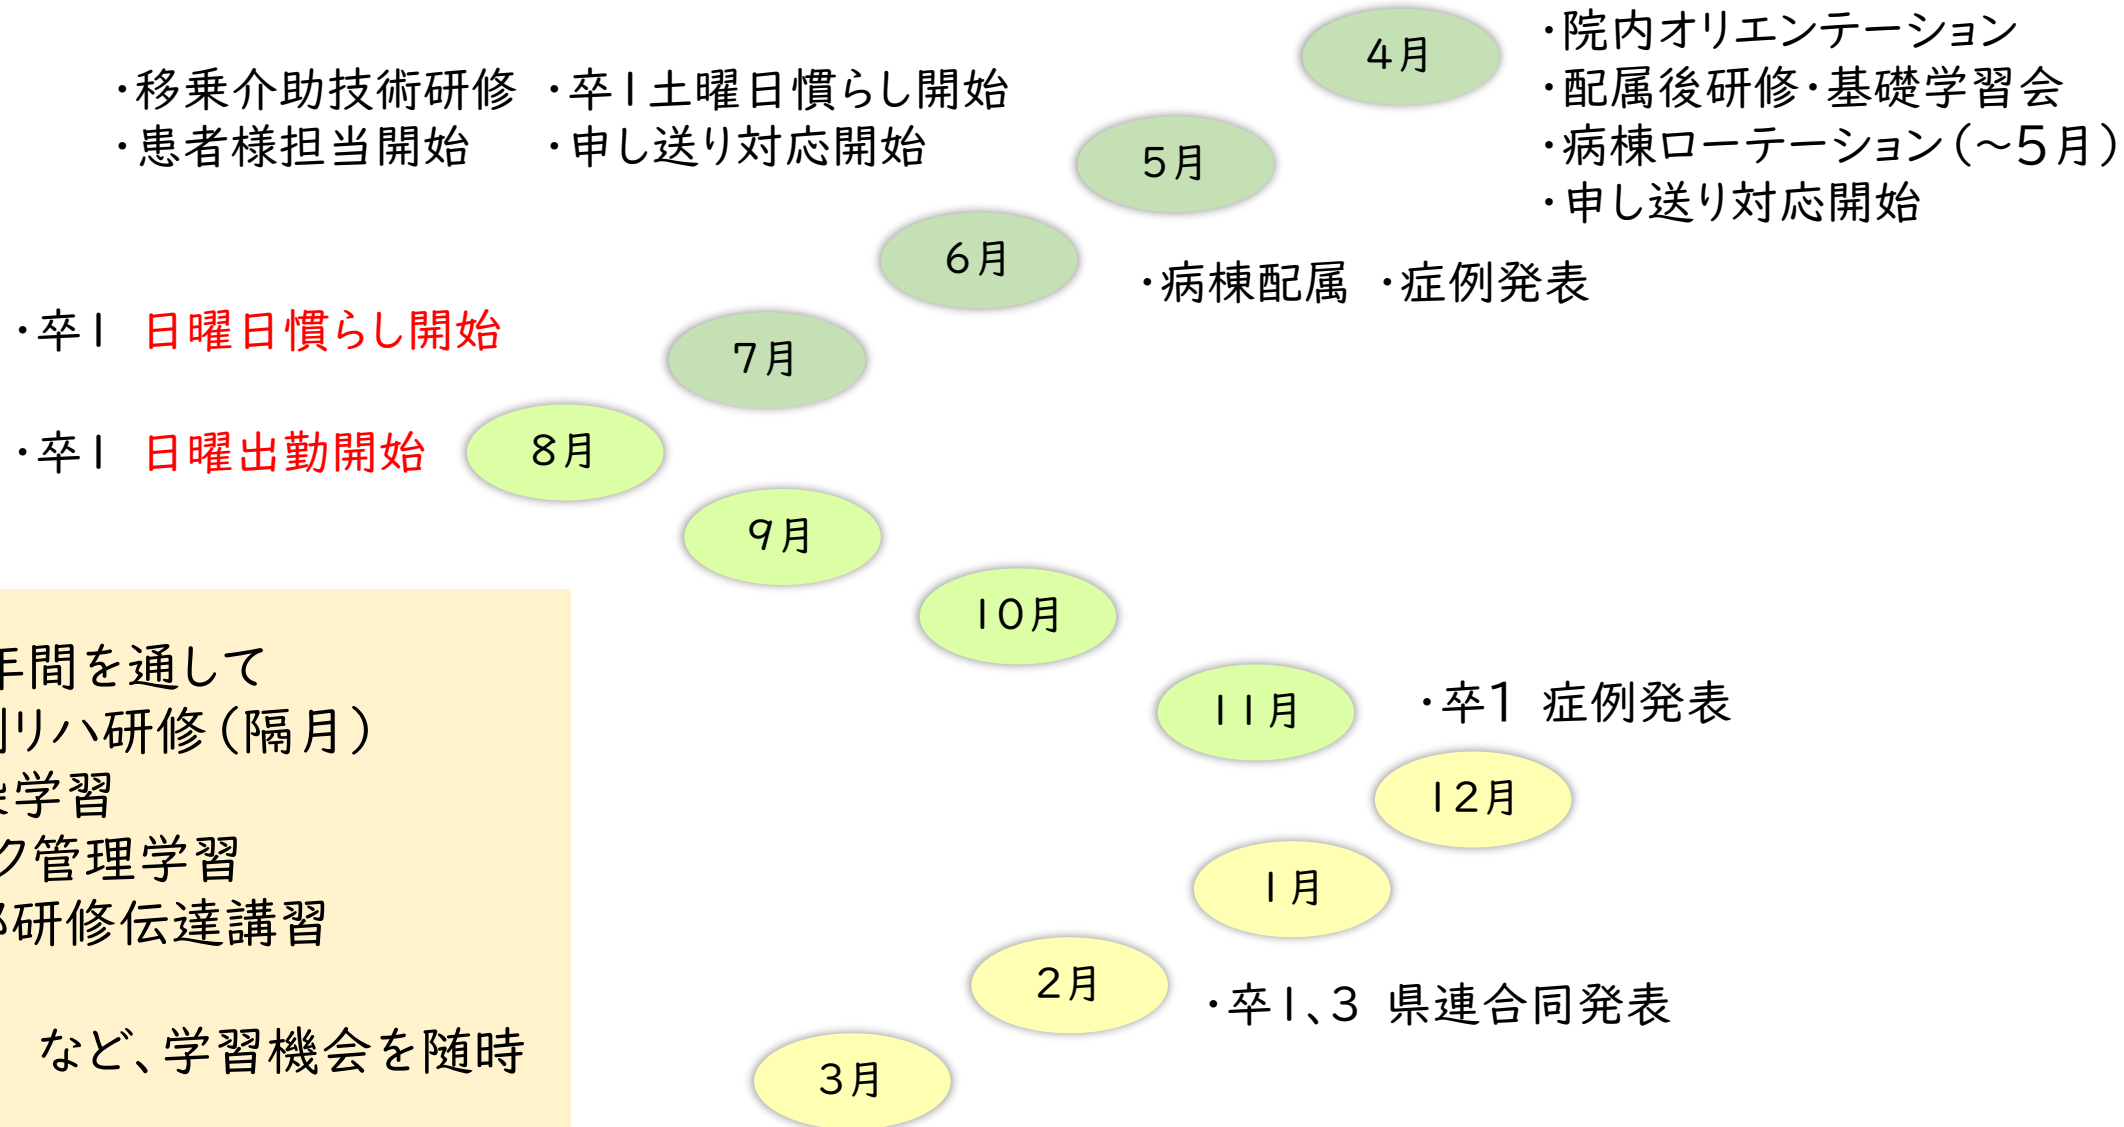 4月
・院内オリエンテーション
・配属後研修・基礎学習会
・病棟ローテーション(～5月)
・申し送り対応開始
・移乗介助技術研修 ・卒1土曜日慣らし開始
・患者様担当開始 ・申し送り対応開始
5月
6月
・病棟配属 ・症例発表
・卒1 日曜日慣らし開始
7月
・卒1 日曜出勤開始
8月
9月
10月
11月
・卒1 症例発表
12月
1月
2月
・卒1、3 県連合同発表
3月
年間を通して
リハ研修(隔月)
学習
ク管理学習
研修伝達講習
など、学習機会を随時